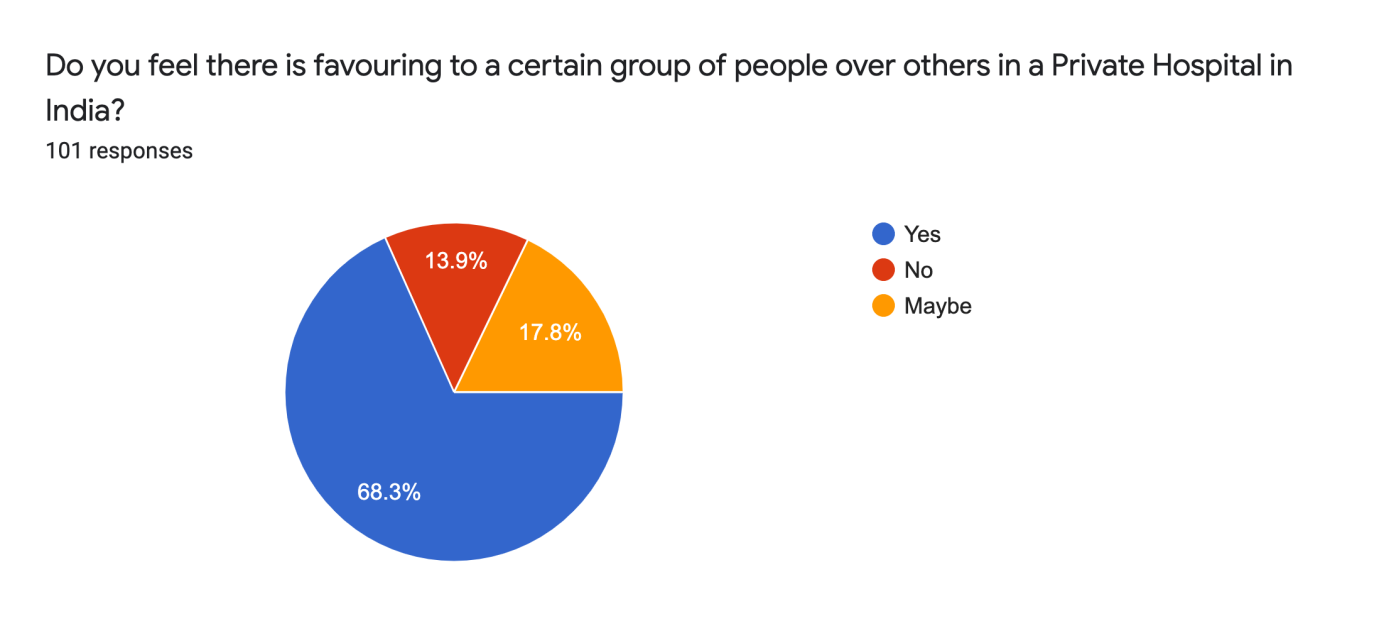 Do you feel there is favouring to a certain group of people over others in a Private Hospital in
India?
101 responses
13.9%
17.8%
68.3%
Yes
No
Maybe